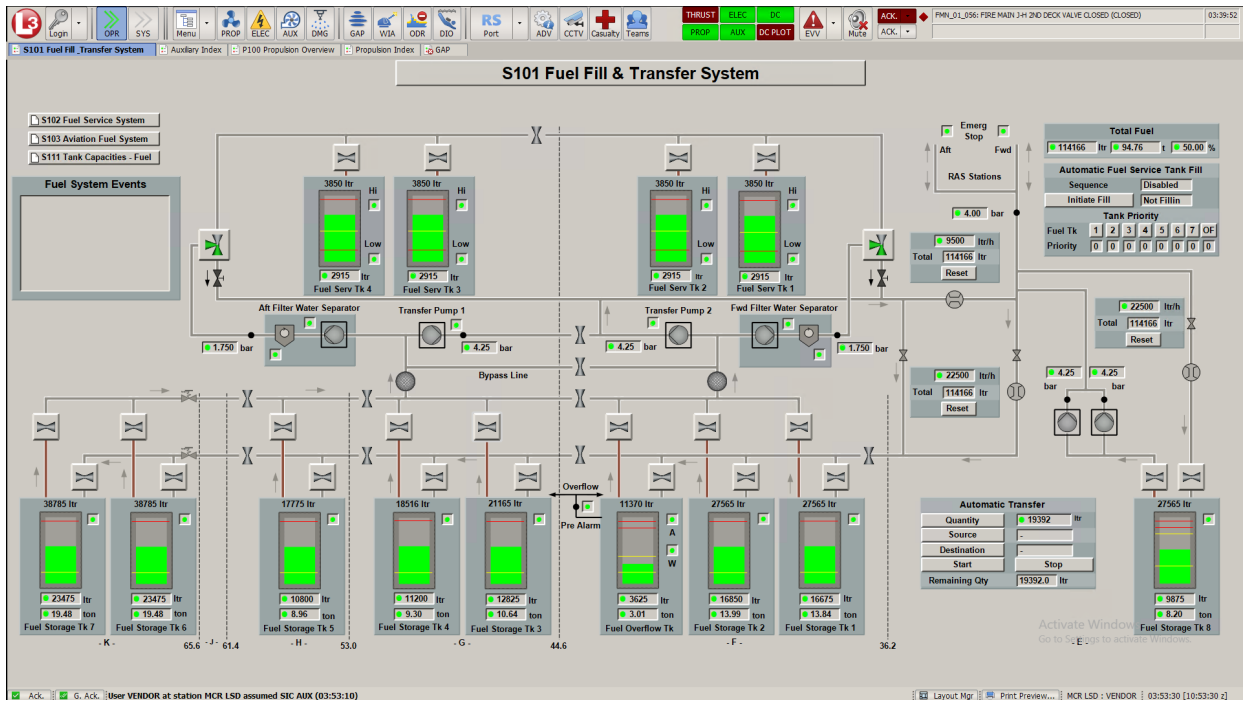 L3
Login OPR SYS Menu PROP ELEC AUX DMG GAP WIA ODR DIO RS Port ADV CCTV Casualty Teams THRUST ELEC DC PROP AUX DC PLOT EVV Mute ACK. ACK. FMN_01_056: FIRE MAIN J-H 2ND DECK VALVE CLOSED (CLOSED) 03:39:52
S101 Fuel Fill _Transfer System Auxliary Index P100 Propulsion Overview Propulsion Index GAP
S101 Fuel Fill & Transfer System
S102 Fuel Service System
S103 Aviation Fuel System
S111 Tank Capacities - Fuel
Fuel System Events
3850 ltr Hi Low 2915 ltr Fuel Serv Tk 4
3850 ltr Hi Low 2915 ltr Fuel Serv Tk 3
3850 ltr Hi Low 2915 ltr Fuel Serv Tk 2
3850 ltr Hi Low 2915 ltr Fuel Serv Tk 1
Emerg
Stop
Aft Fwd
RAS Stations
4.00 bar
Total Fuel
114166 ltr 94.76 t 50.00 %
Automatic Fuel Service Tank Fill
Sequence Disabled
Initiate Fill Not Fillin
Tank Priority
Fuel Tk 1 2 3 4 5 6 7 OF
Priority 0 0 0 0 0 0 0 0
9500 ltr/h
Total 114166 ltr
Reset
22500 ltr/h
Total 114166 ltr
Reset
Aft Filter Water Separator
1.750 bar
Transfer Pump 1
4.25 bar
Transfer Pump 2
4.25 bar
Fwd Filter Water Separator
1.750 bar
Bypass Line
22500 ltr/h
Total 114166 ltr
Reset
4.25 bar
4.25 bar
38785 ltr 23475 ltr 19.48 ton Fuel Storage Tk 7
38785 ltr 23475 ltr 19.48 ton Fuel Storage Tk 6
17775 ltr 10800 ltr 8.96 ton Fuel Storage Tk 5
18516 ltr 11200 ltr 9.30 ton Fuel Storage Tk 4
21165 ltr 12825 ltr 10.64 ton Fuel Storage Tk 3
Overflow
Pre Alarm
11370 ltr A W 3625 ltr 3.01 ton Fuel Overflow Tk
27565 ltr 16850 ltr 13.99 ton Fuel Storage Tk 2
27565 ltr 16675 ltr 13.84 ton Fuel Storage Tk 1
Automatic Transfer
Quantity 19392 ltr
Source -
Destination -
Start Stop
Remaining Qty 19392.0 ltr
27565 ltr 9875 ltr 8.20 ton Fuel Storage Tk 8
- K - 65.6 - J - 61.4 - H - 53.0 - G - 44.6 - F - 36.2 - E -
Activate Windows
Go to Settings to activate Windows.
Ack. G. Ack. User VENDOR at station MCR LSD assumed SIC AUX (03:53:10) Layout Mgr Print Preview... MCR LSD : VENDOR 03:53:30 [10:53:30 z]